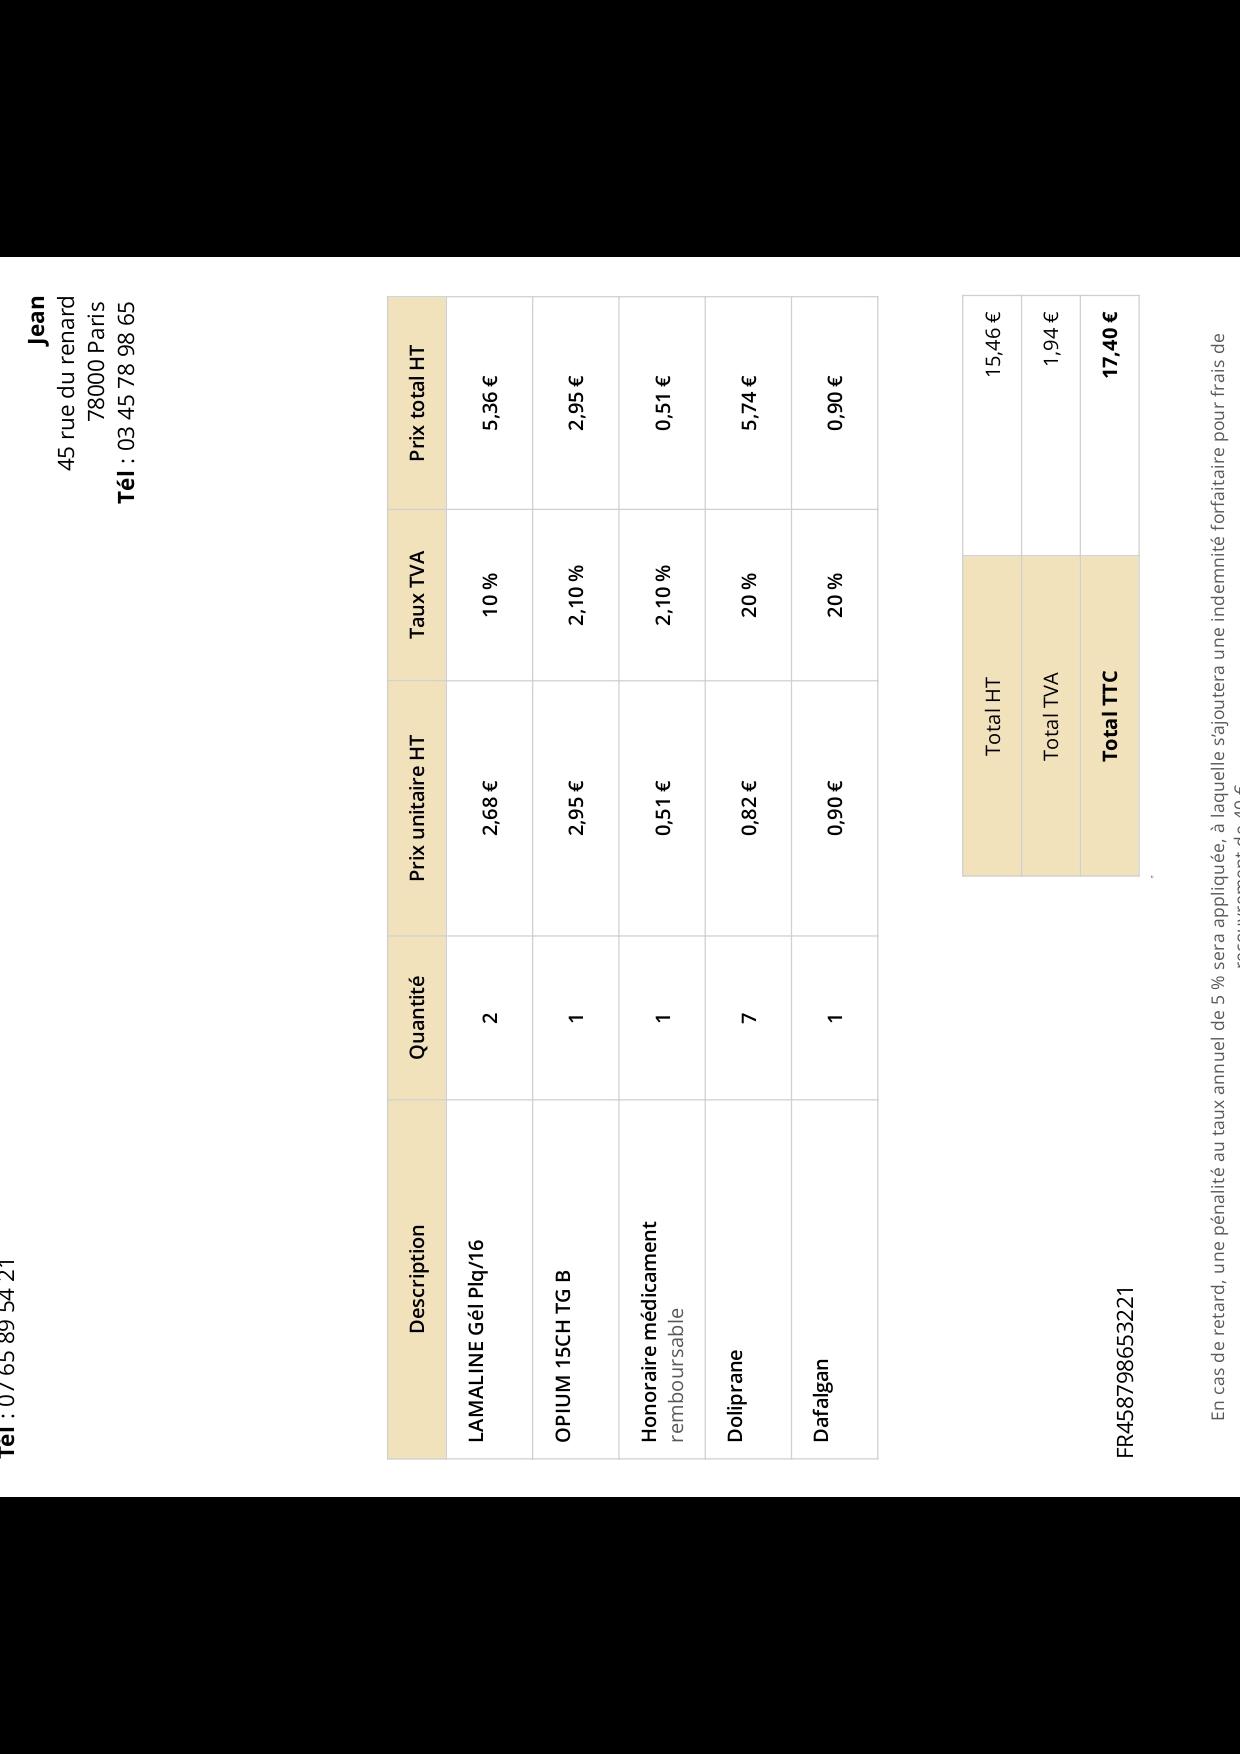 Tél : 07 65 89 54 21
Jean
45 rue du renard
78000 Paris
Tél : 03 45 78 98 65
Description Quantité Prix unitaire HT Taux TVA Prix total HT
LAMALINE Gél Plq/16 2 2,68 € 10 % 5,36 €
OPIUM 15CH TG B 1 2,95 € 2,10 % 2,95 €
Honoraire médicament 1 0,51 € 2,10 % 0,51 €
remboursable
Doliprane 7 0,82 € 20 % 5,74 €
Dafalgan 1 0,90 € 20 % 0,90 €
Total HT 15,46 €
Total TVA 1,94 €
Total TTC 17,40 €
FR458798653221
En cas de retard, une pénalité au taux annuel de 5 % sera appliquée, à laquelle s'ajoutera une indemnité forfaitaire pour frais de
recouvrement de 40 €